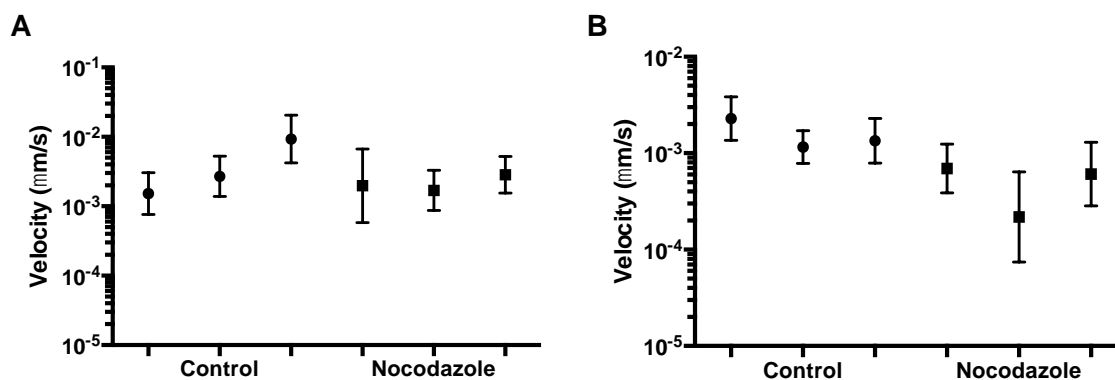 A
B
Velocity (mm/s)
10⁻¹
10⁻²
10⁻³
10⁻⁴
10⁻⁵
Control
Nocodazole
Velocity (mm/s)
10⁻²
10⁻³
10⁻⁴
10⁻⁵
Control
Nocodazole